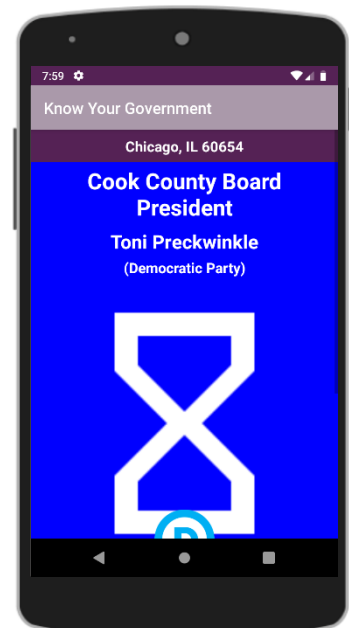 7:59
Know Your Government
Chicago, IL 60654
Cook County Board
President
Toni Preckwinkle
(Democratic Party)
D